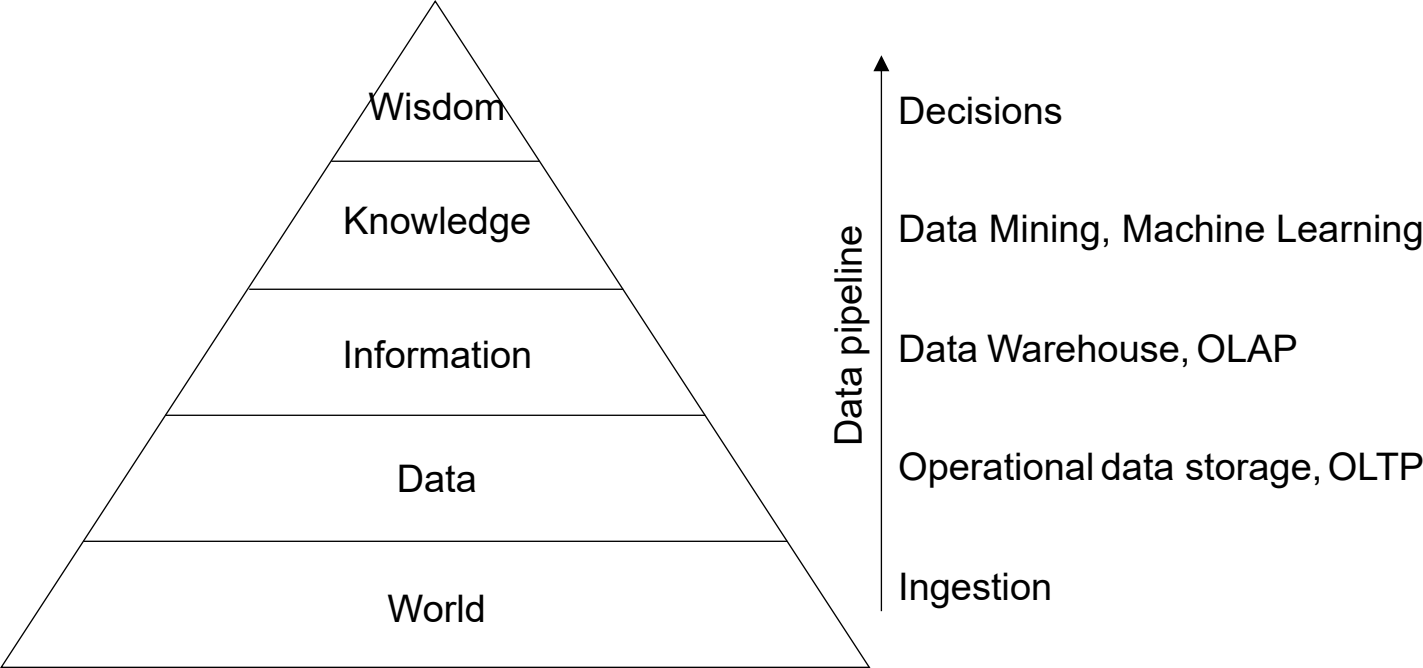 Wisdom
Knowledge
Information
Data
World
Data pipeline
Decisions
Data Mining, Machine Learning
Data Warehouse, OLAP
Operational data storage, OLTP
Ingestion